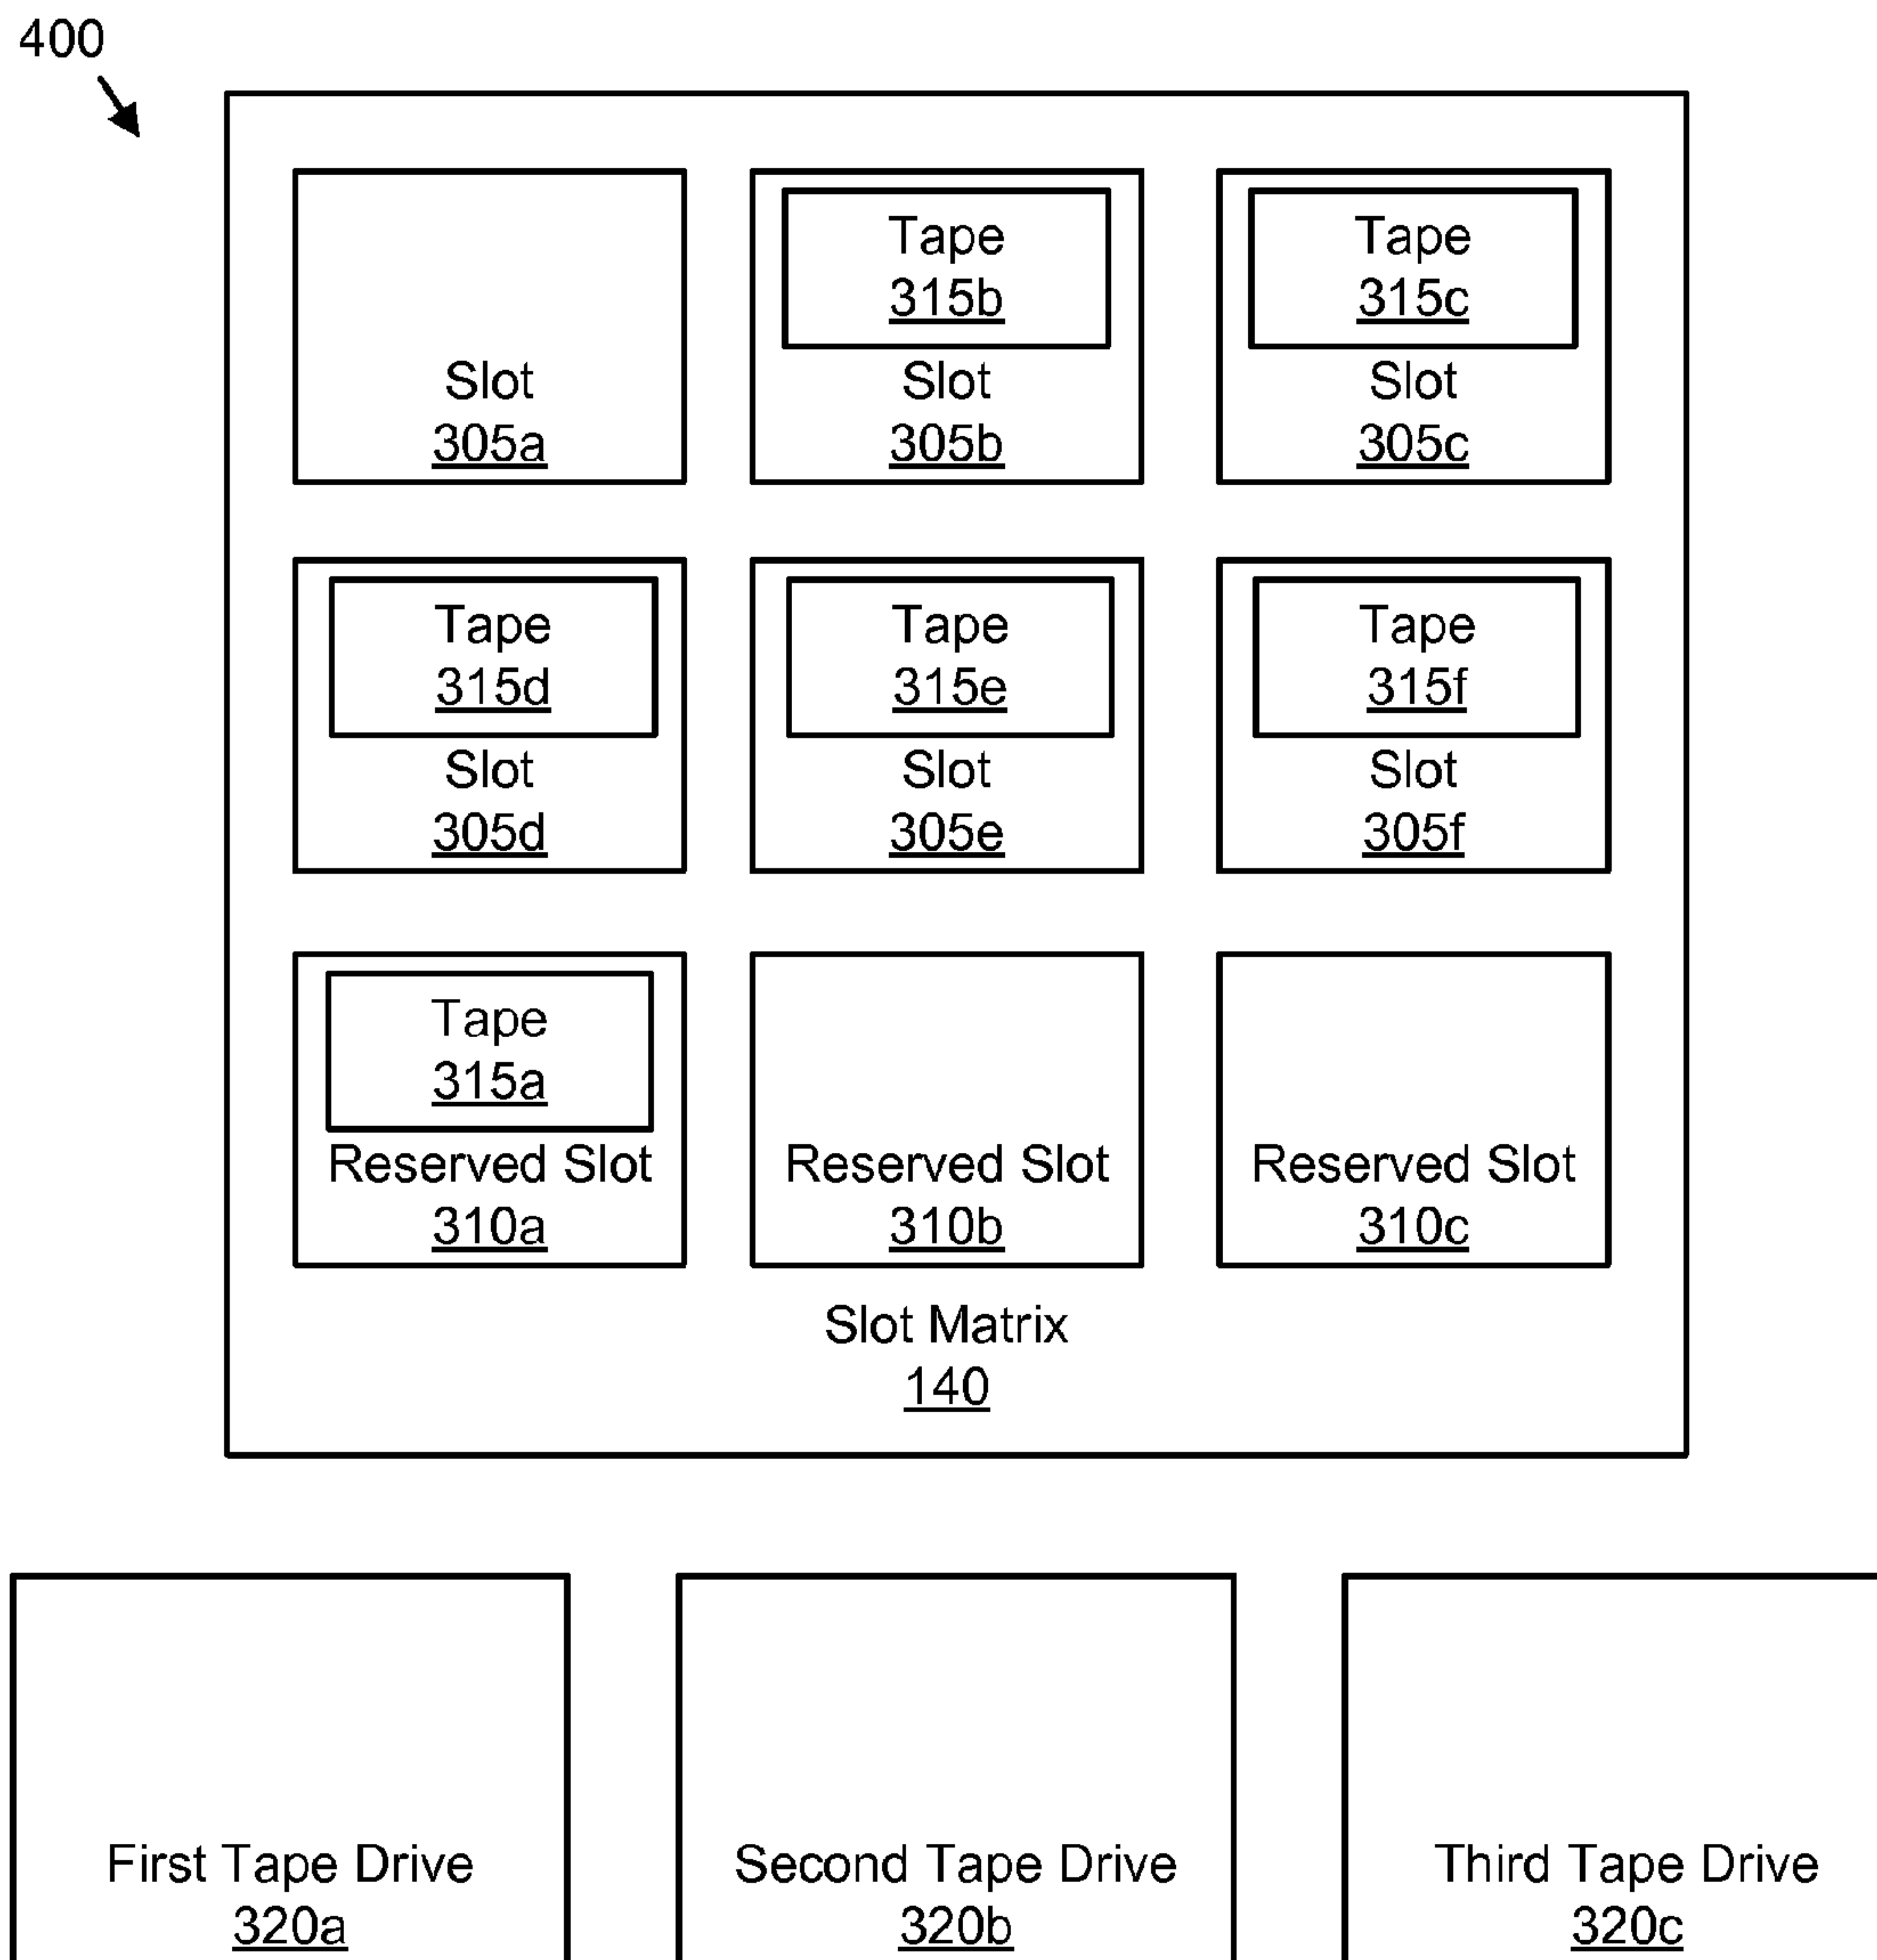 400
Tape
315b
Tape
315c
Slot
305a
Slot
305b
Slot
305c
Tape
315d
Tape
315e
Tape
315f
Slot
305d
Slot
305e
Slot
305f
Tape
315a
Reserved Slot
310a
Reserved Slot
310b
Reserved Slot
310c
Slot Matrix
140
First Tape Drive
320a
Second Tape Drive
320b
Third Tape Drive
320c